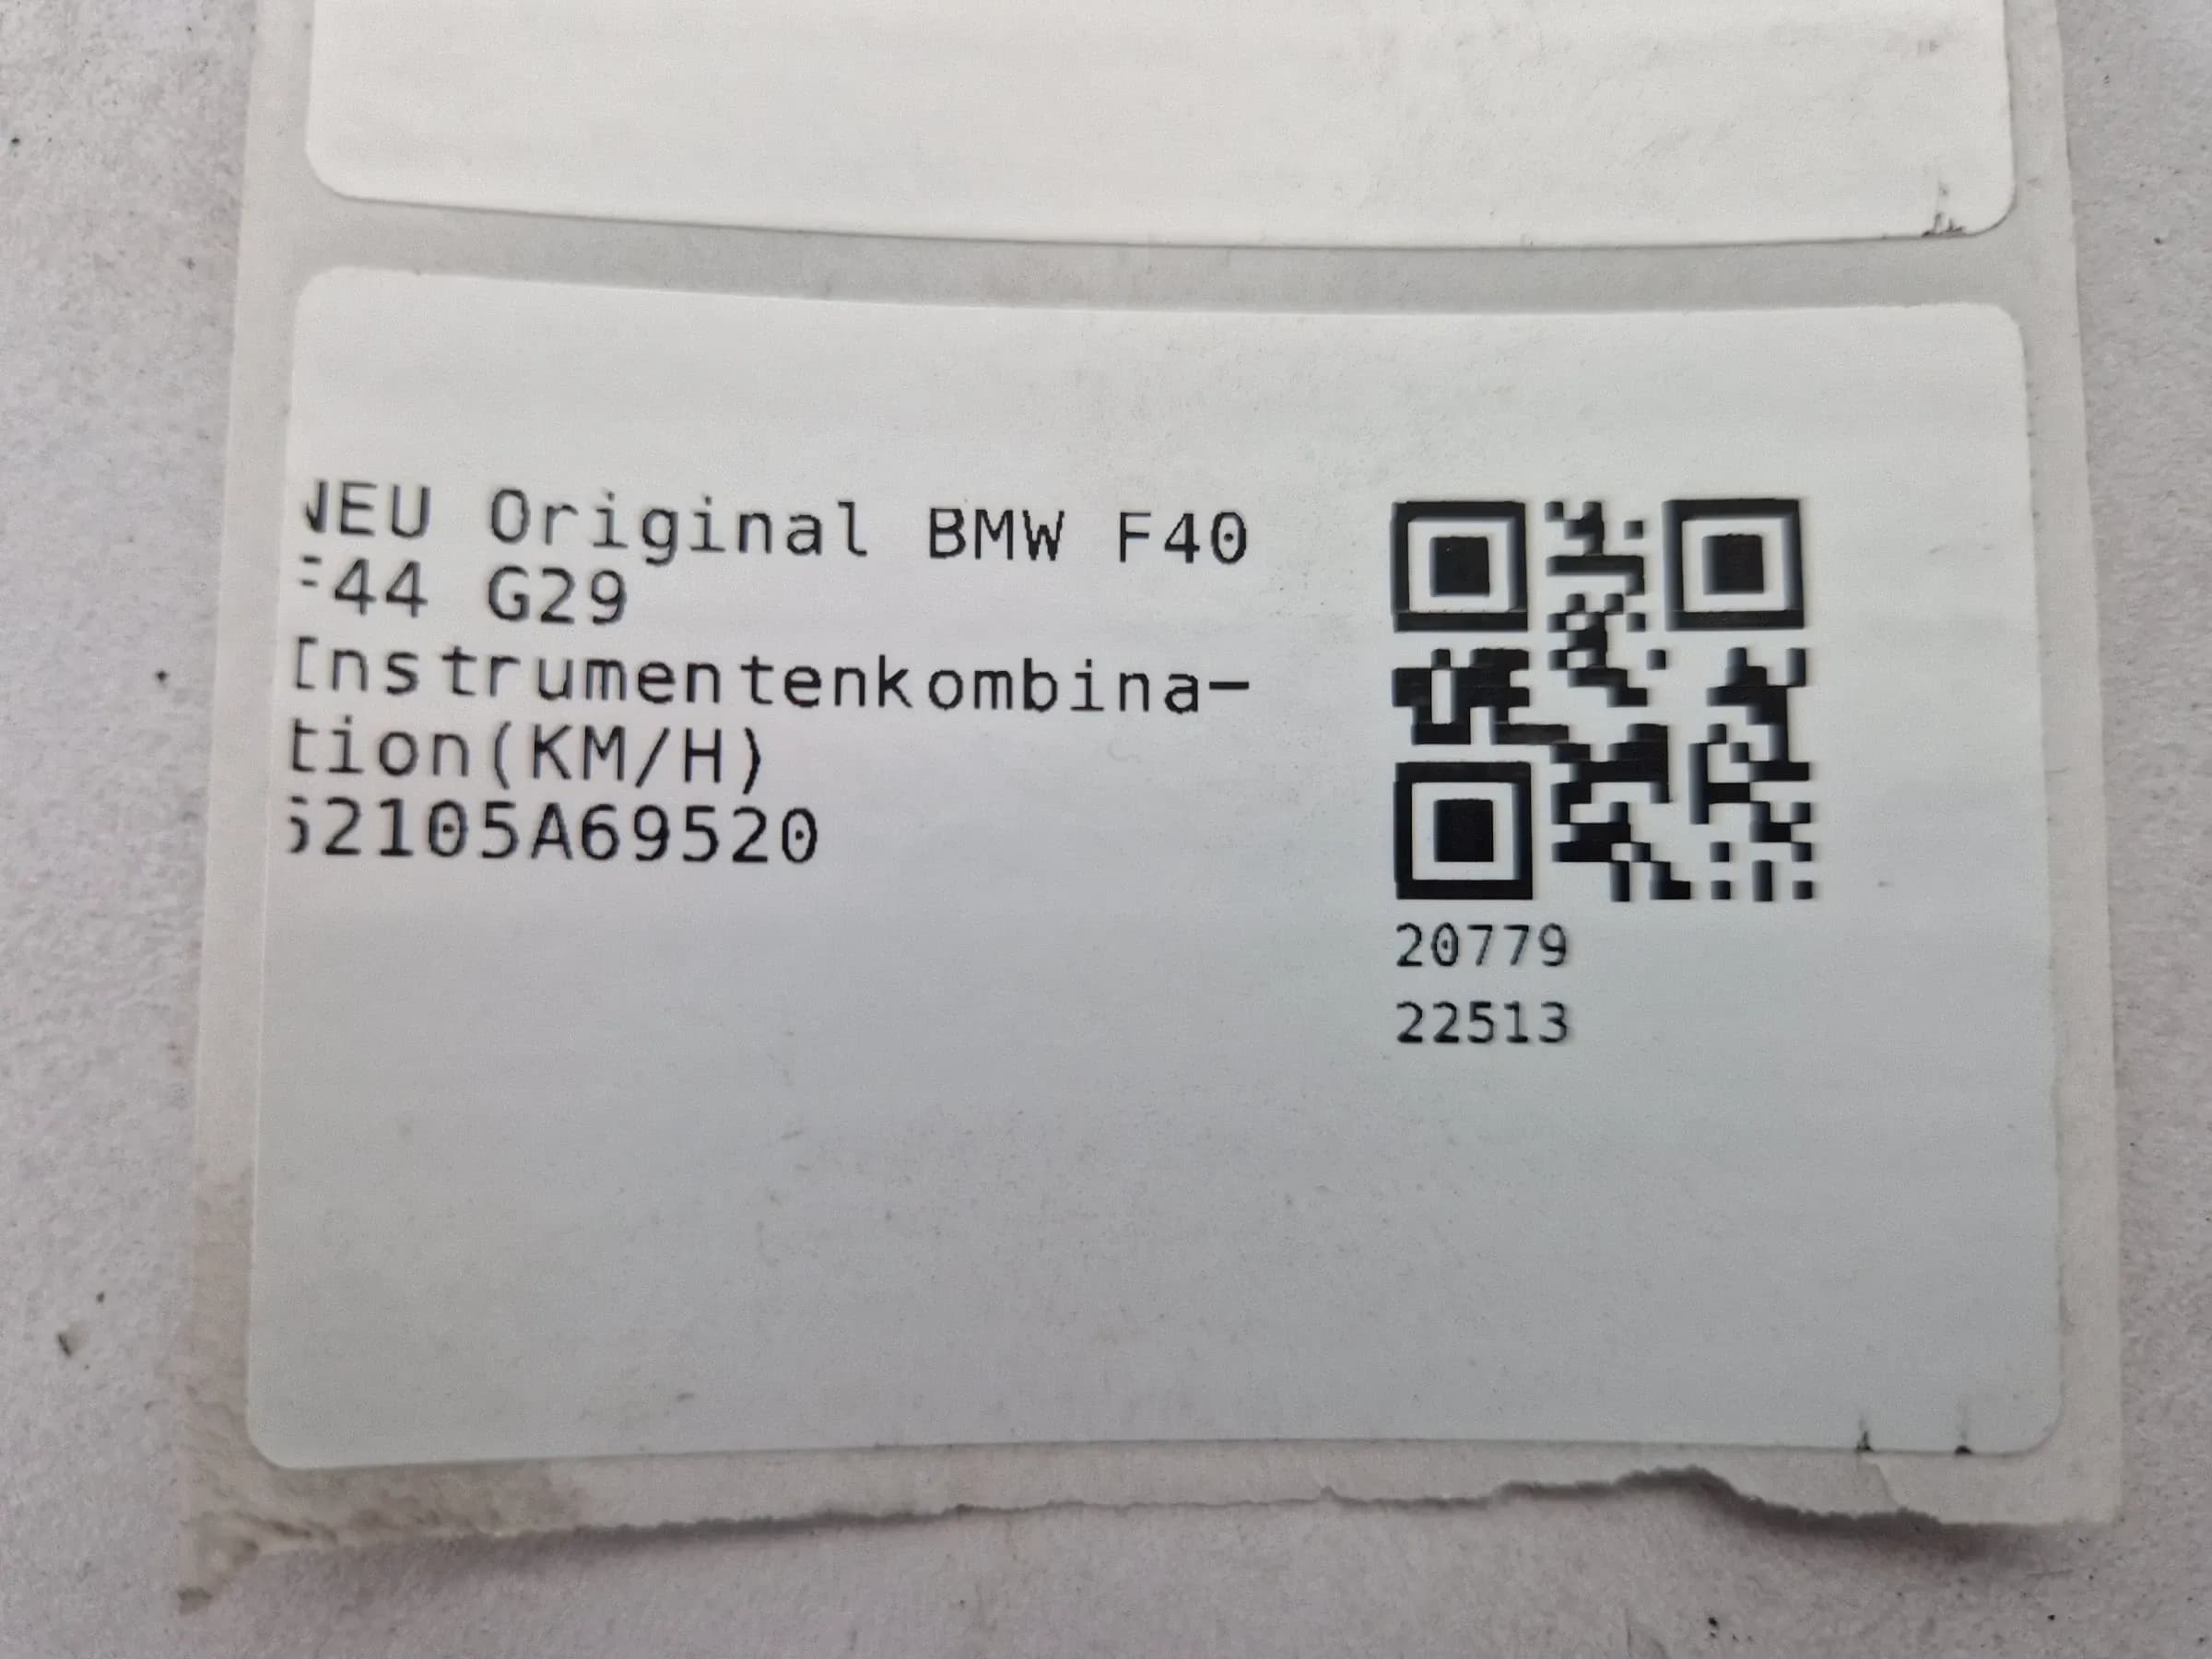 NEU Original BMW F40
F44 G29
Instrumentenkombina-
tion(KM/H)
62105A69520
20779
22513